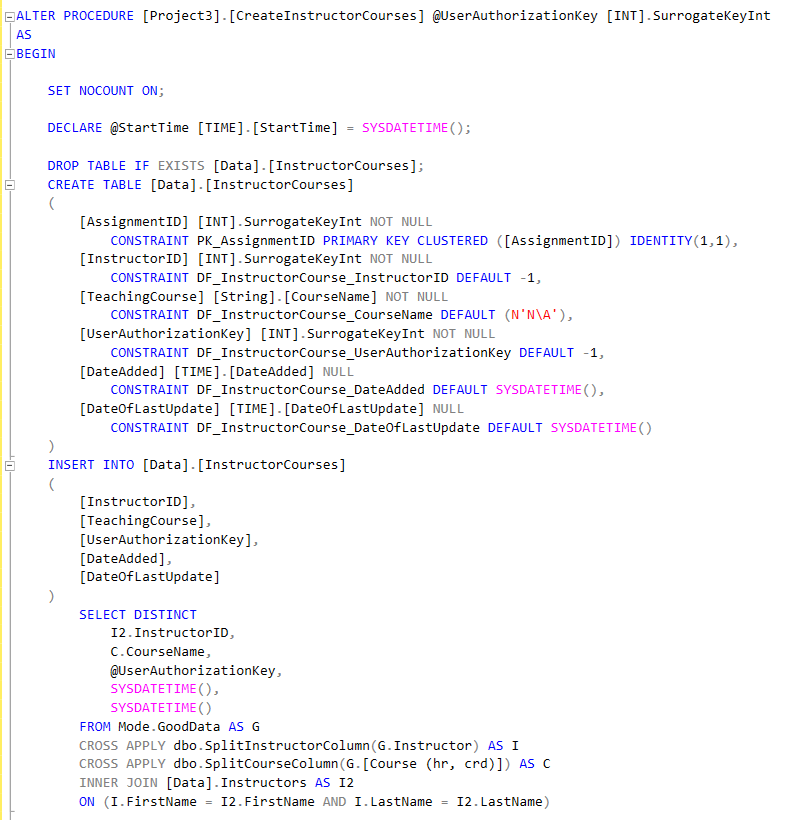 ALTER PROCEDURE [Project3].[CreateInstructorCourses] @UserAuthorizationKey [INT].SurrogateKeyInt
AS
BEGIN
SET NOCOUNT ON;
DECLARE @StartTime [TIME].[StartTime] = SYSDATETIME();
DROP TABLE IF EXISTS [Data].[InstructorCourses];
CREATE TABLE [Data].[InstructorCourses]
(
[AssignmentID] [INT].SurrogateKeyInt NOT NULL
CONSTRAINT PK_AssignmentID PRIMARY KEY CLUSTERED ([AssignmentID]) IDENTITY(1,1),
[InstructorID] [INT].SurrogateKeyInt NOT NULL
CONSTRAINT DF_InstructorCourse_InstructorID DEFAULT -1,
[TeachingCourse] [String].[CourseName] NOT NULL
CONSTRAINT DF_InstructorCourse_CourseName DEFAULT (N'N\A'),
[UserAuthorizationKey] [INT].SurrogateKeyInt NOT NULL
CONSTRAINT DF_InstructorCourse_UserAuthorizationKey DEFAULT -1,
[DateAdded] [TIME].[DateAdded] NULL
CONSTRAINT DF_InstructorCourse_DateAdded DEFAULT SYSDATETIME(),
[DateOfLastUpdate] [TIME].[DateOfLastUpdate] NULL
CONSTRAINT DF_InstructorCourse_DateOfLastUpdate DEFAULT SYSDATETIME()
)
INSERT INTO [Data].[InstructorCourses]
(
[InstructorID],
[TeachingCourse],
[UserAuthorizationKey],
[DateAdded],
[DateOfLastUpdate]
)
SELECT DISTINCT
I2.InstructorID,
C.CourseName,
@UserAuthorizationKey,
SYSDATETIME(),
SYSDATETIME()
FROM Mode.GoodData AS G
CROSS APPLY dbo.SplitInstructorColumn(G.Instructor) AS I
CROSS APPLY dbo.SplitCourseColumn(G.[Course (hr, crd)]) AS C
INNER JOIN [Data].Instructors AS I2
ON (I.FirstName = I2.FirstName AND I.LastName = I2.LastName)